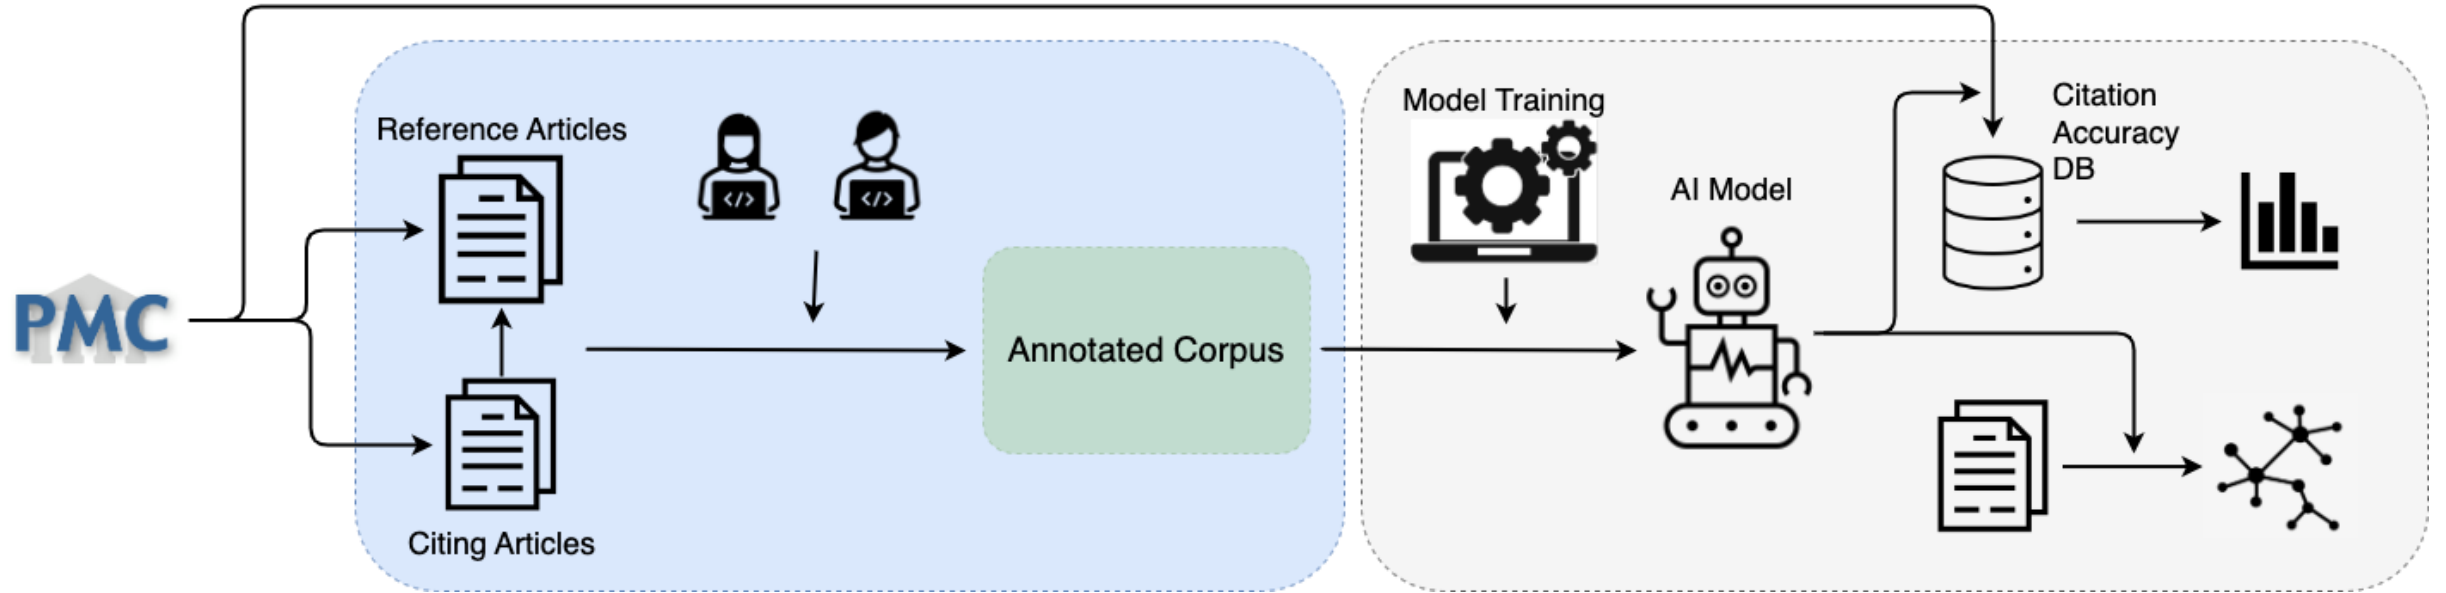 PMC
Reference Articles
</>
</>
Citing Articles
Annotated Corpus
Model Training
AI Model
Citation
Accuracy
DB